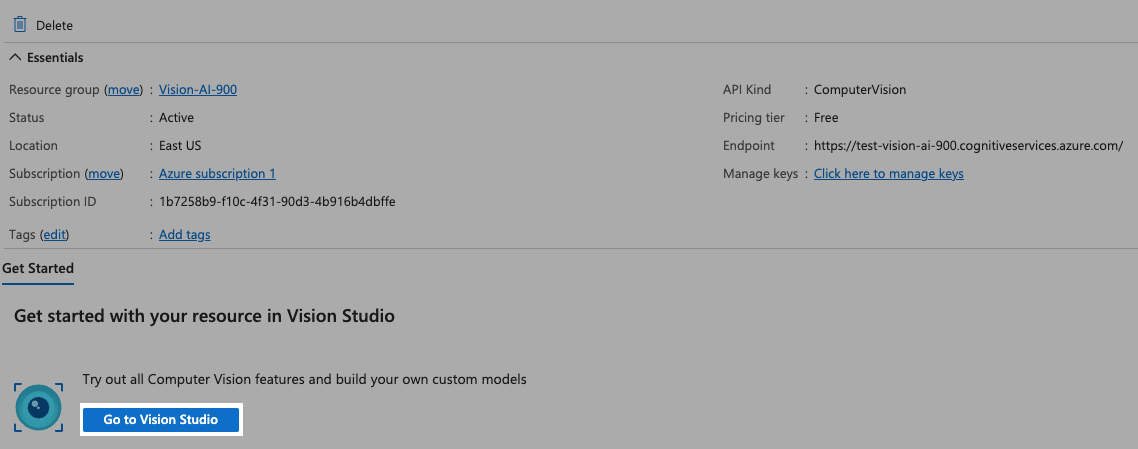 Delete
Essentials
Resource group (move) : Vision-AI-900
Status : Active
Location : East US
Subscription (move) : Azure subscription 1
Subscription ID : 1b7258b9-f10c-4f31-90d3-4b916b4dbffe
Tags (edit) : Add tags
API Kind : ComputerVision
Pricing tier : Free
Endpoint : https://test-vision-ai-900.cognitiveservices.azure.com/
Manage keys : Click here to manage keys
Get Started
Get started with your resource in Vision Studio
Try out all Computer Vision features and build your own custom models
Go to Vision Studio